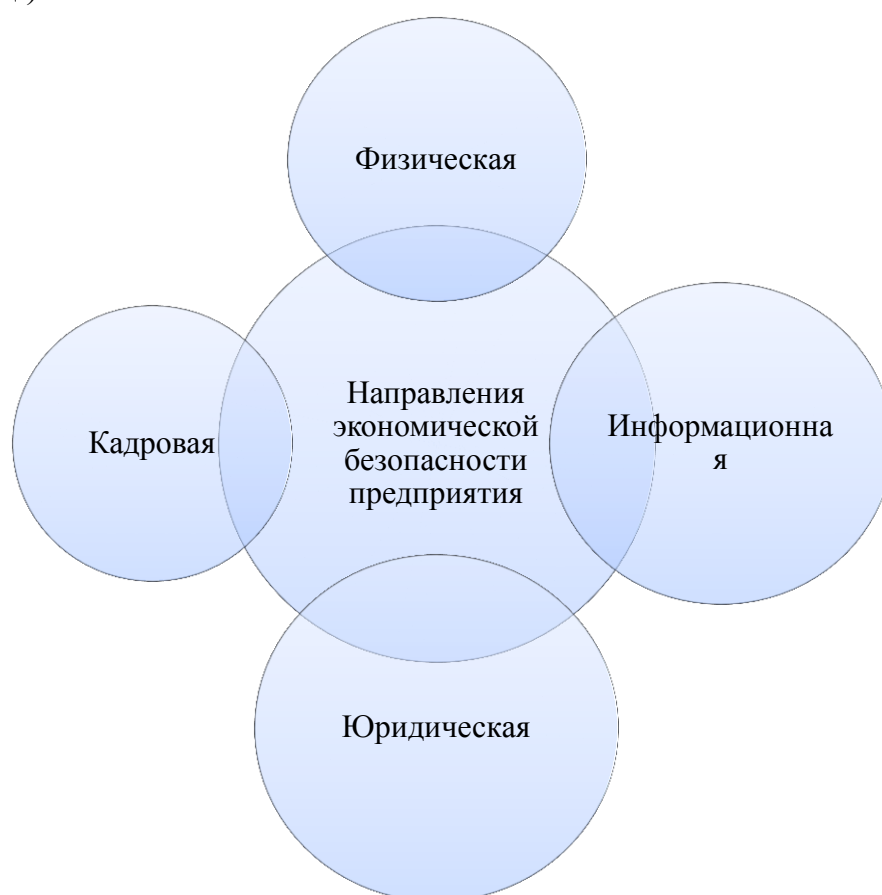 Физическая
Направления
экономической
безопасности
предприятия
Кадровая
Информационна
я
Юридическая